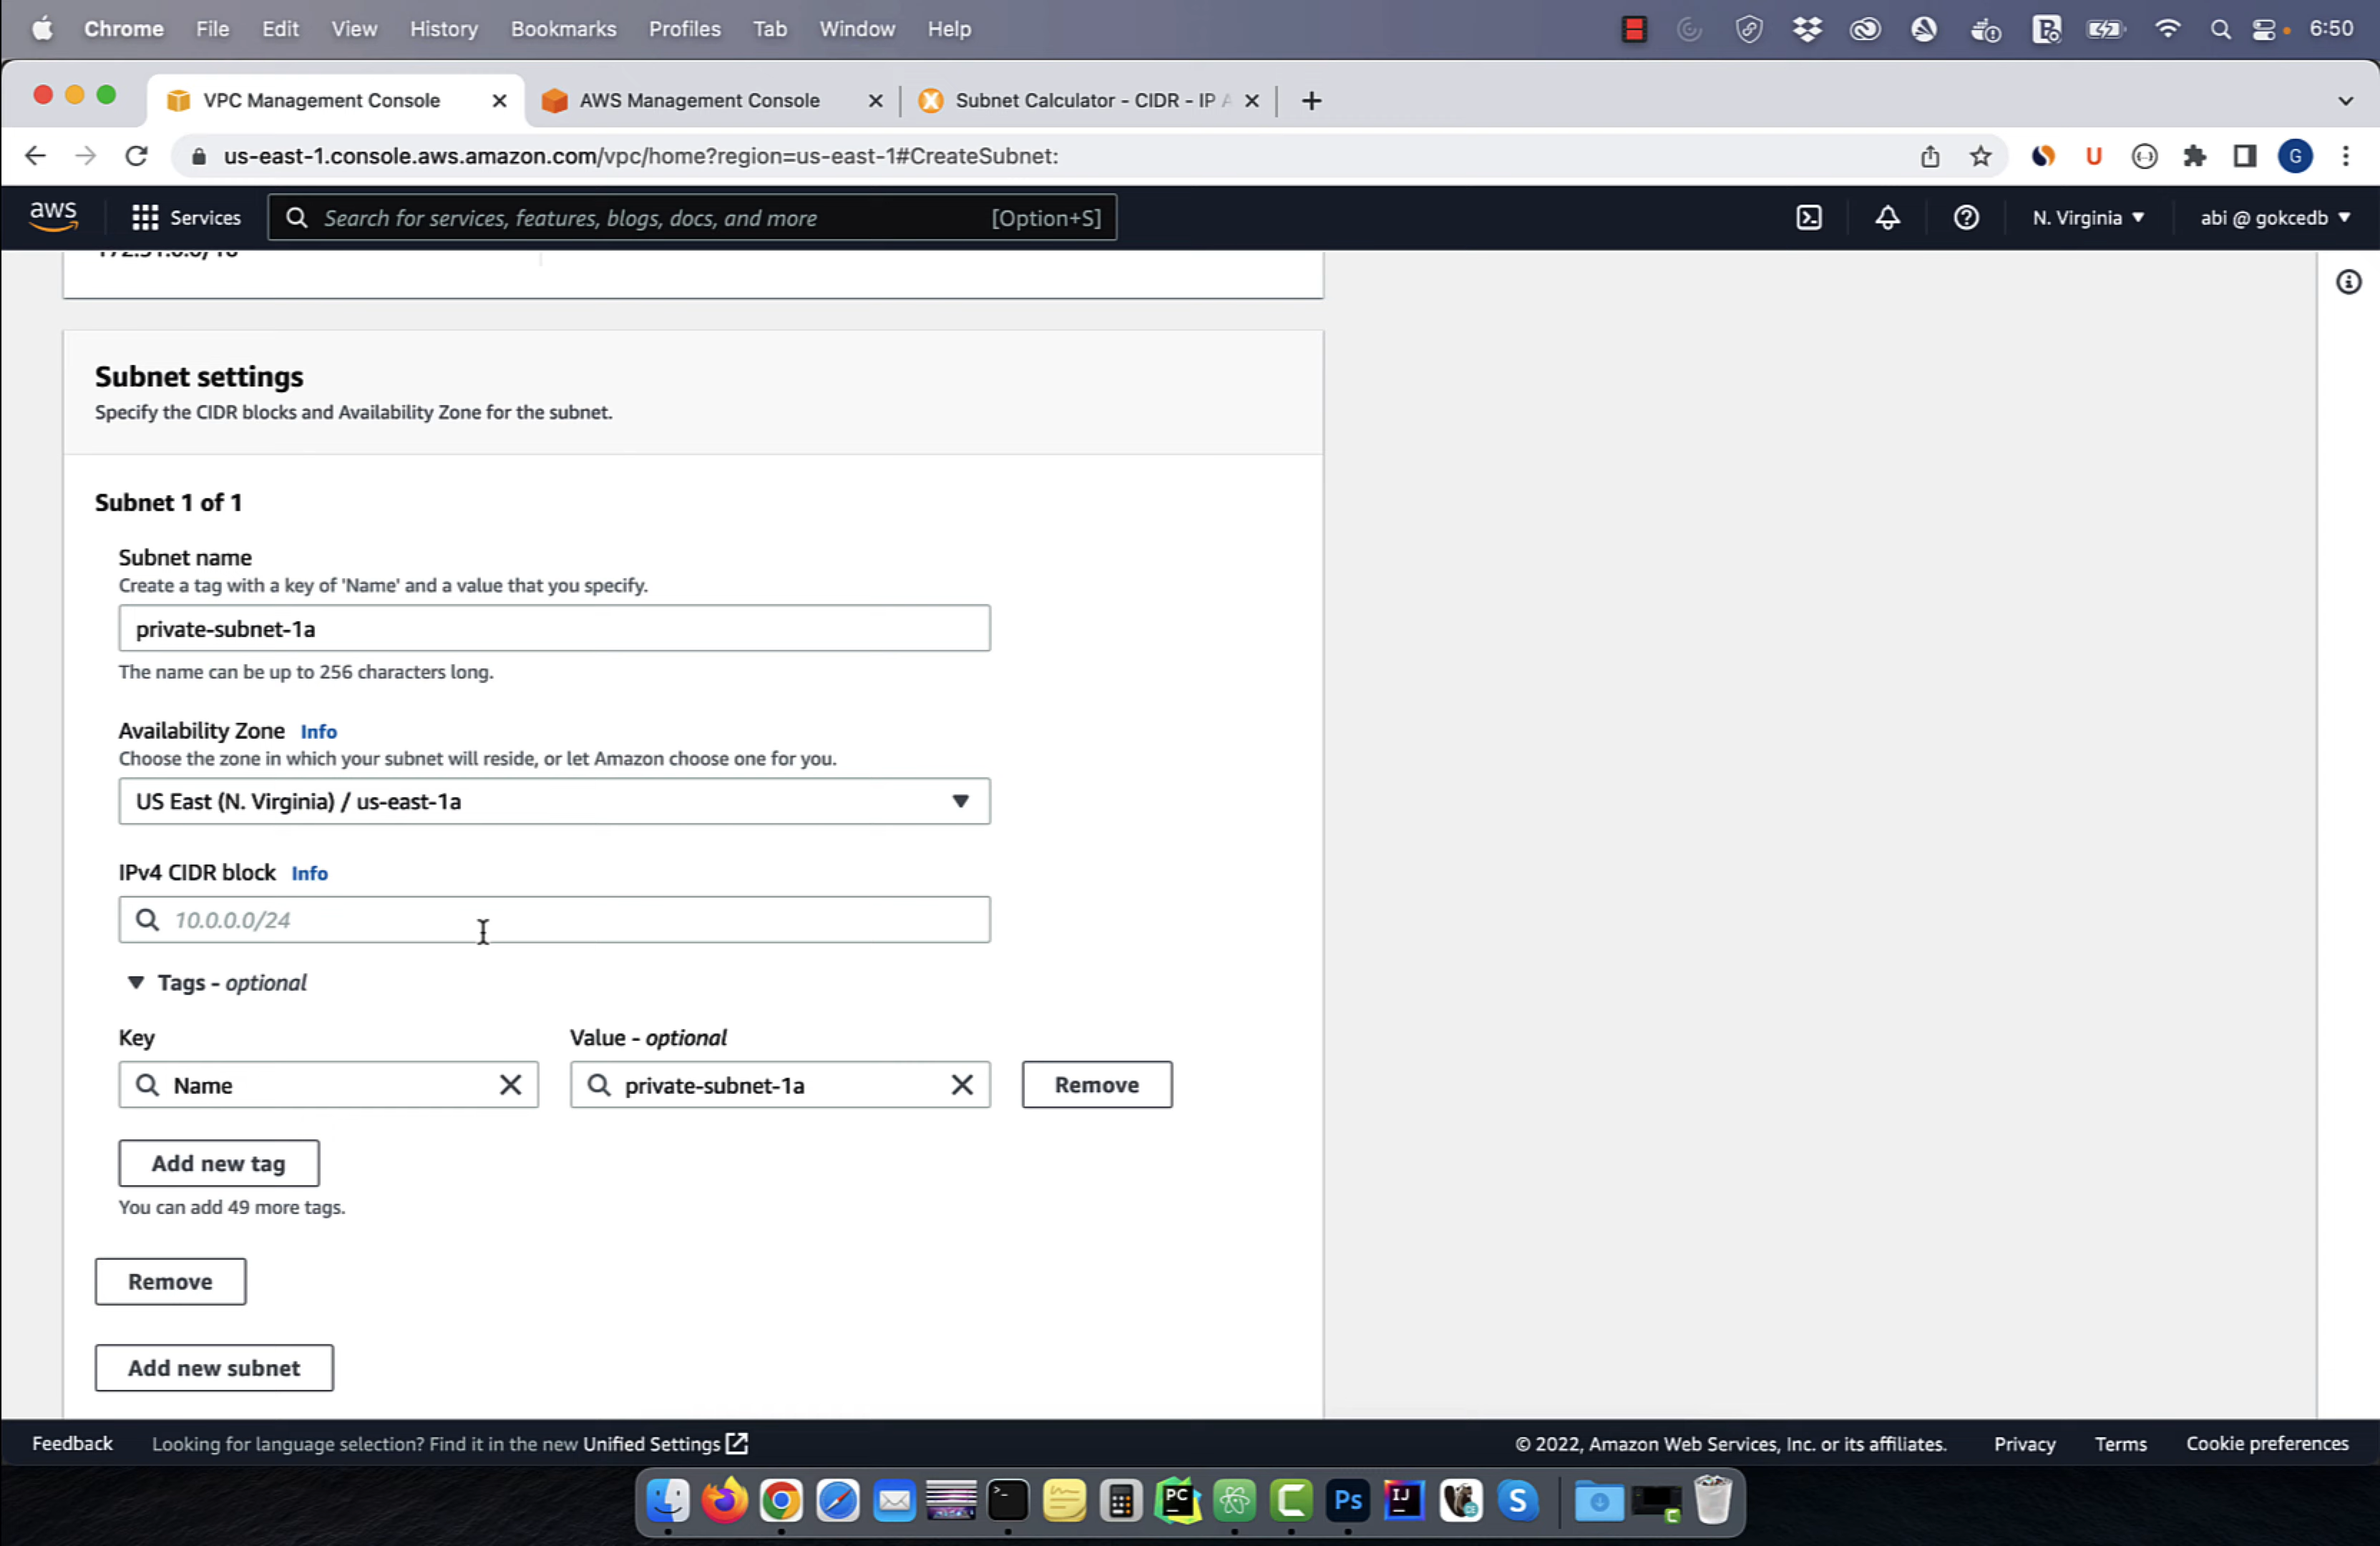 Chrome File Edit View History Bookmarks Profiles Tab Window Help 6:50
VPC Management Console AWS Management Console Subnet Calculator - CIDR - IP A
us-east-1.console.aws.amazon.com/vpc/home?region=us-east-1#CreateSubnet: U G
aws Services Search for services, features, blogs, docs, and more [Option+S] N. Virginia abi @ gokcedb
172.31.0.0/16
Subnet settings
Specify the CIDR blocks and Availability Zone for the subnet.
Subnet 1 of 1
Subnet name
Create a tag with a key of 'Name' and a value that you specify.
private-subnet-1a
The name can be up to 256 characters long.
Availability Zone Info
Choose the zone in which your subnet will reside, or let Amazon choose one for you.
US East (N. Virginia) / us-east-1a
IPv4 CIDR block Info
10.0.0.0/24
Tags - optional
Key Value - optional
Name private-subnet-1a Remove
Add new tag
You can add 49 more tags.
Remove
Add new subnet
Feedback Looking for language selection? Find it in the new Unified Settings © 2022, Amazon Web Services, Inc. or its affiliates. Privacy Terms Cookie preferences
PC C Ps IJ S